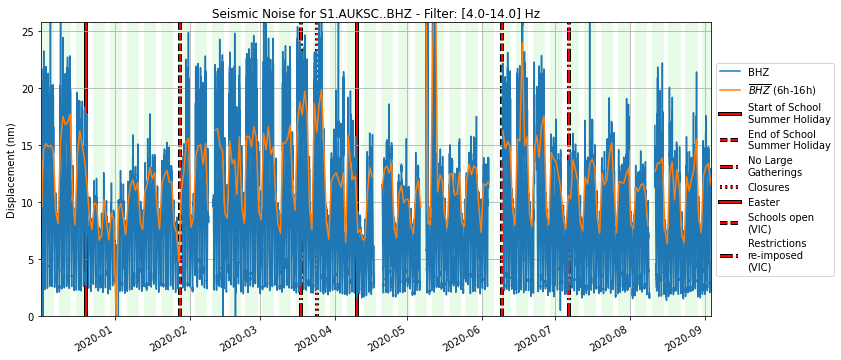 Seismic Noise for S1.AUKSC..BHZ - Filter: [4.0-14.0] Hz
Displacement (nm)
25
20
15
10
5
0
2020-01
2020-02
2020-03
2020-04
2020-05
2020-06
2020-07
2020-08
2020-09
BHZ
BHZ (6h-16h)
Start of School
Summer Holiday
End of School
Summer Holiday
No Large
Gatherings
Closures
Easter
Schools open
(VIC)
Restrictions
re-imposed
(VIC)